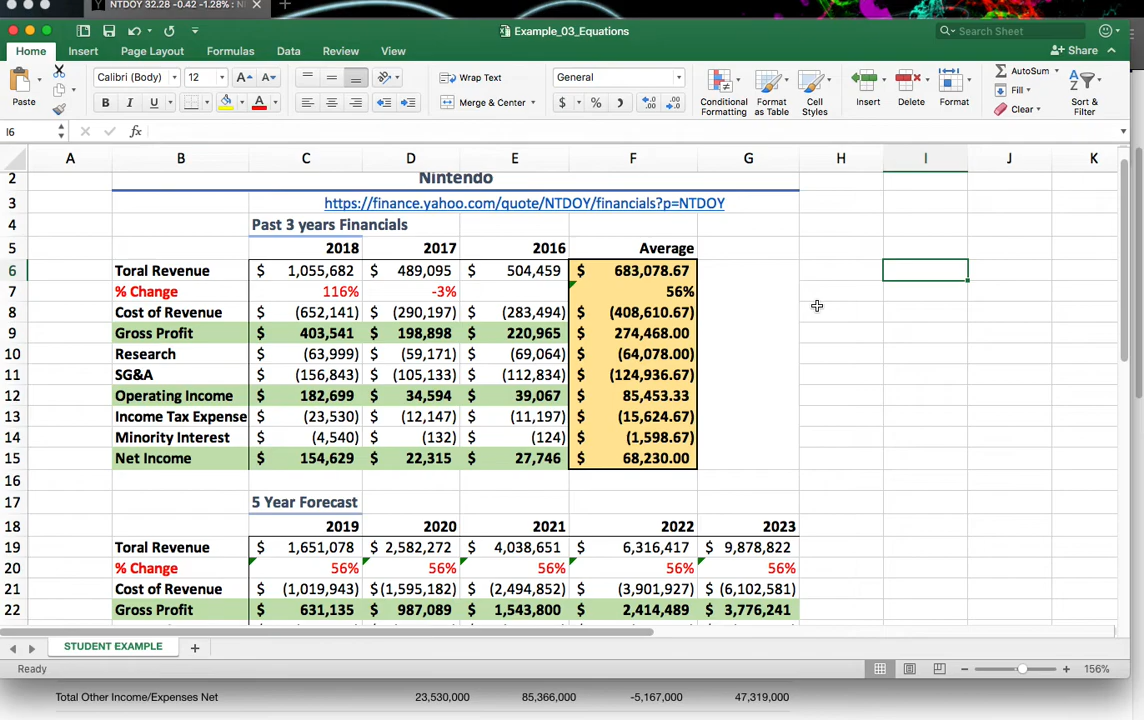 NTDOY 32.28 -0.42 -1.28% : N
Example_03_Equations
Search Sheet
Home Insert Page Layout Formulas Data Review View Share
Paste Calibri (Body) 12 A A Wrap Text General Conditional Formatting Format as Table Cell Styles Insert Delete Format AutoSum Fill Clear Sort & Filter
B I U A Merge & Center $ %
I6 fx
A B C D E F G H I J K
2 Nintendo
3 https://finance.yahoo.com/quote/NTDOY/financials?p=NTDOY
4 Past 3 years Financials
5 2018 2017 2016 Average
6 Toral Revenue $ 1,055,682 $ 489,095 $ 504,459 $ 683,078.67
7 % Change 116% -3% 56%
8 Cost of Revenue $ (652,141) $ (290,197) $ (283,494) $ (408,610.67)
9 Gross Profit $ 403,541 $ 198,898 $ 220,965 $ 274,468.00
10 Research $ (63,999) $ (59,171) $ (69,064) $ (64,078.00)
11 SG&A $ (156,843) $ (105,133) $ (112,834) $ (124,936.67)
12 Operating Income $ 182,699 $ 34,594 $ 39,067 $ 85,453.33
13 Income Tax Expense $ (23,530) $ (12,147) $ (11,197) $ (15,624.67)
14 Minority Interest $ (4,540) $ (132) $ (124) $ (1,598.67)
15 Net Income $ 154,629 $ 22,315 $ 27,746 $ 68,230.00
16
17 5 Year Forecast
18 2019 2020 2021 2022 2023
19 Toral Revenue $ 1,651,078 $ 2,582,272 $ 4,038,651 $ 6,316,417 $ 9,878,822
20 % Change 56% 56% 56% 56% 56%
21 Cost of Revenue $ (1,019,943) $ (1,595,182) $ (2,494,852) $ (3,901,927) $ (6,102,581)
22 Gross Profit $ 631,135 $ 987,089 $ 1,543,800 $ 2,414,489 $ 3,776,241
STUDENT EXAMPLE
Ready 156%
Total Other Income/Expenses Net 23,530,000 85,366,000 -5,167,000 47,319,000